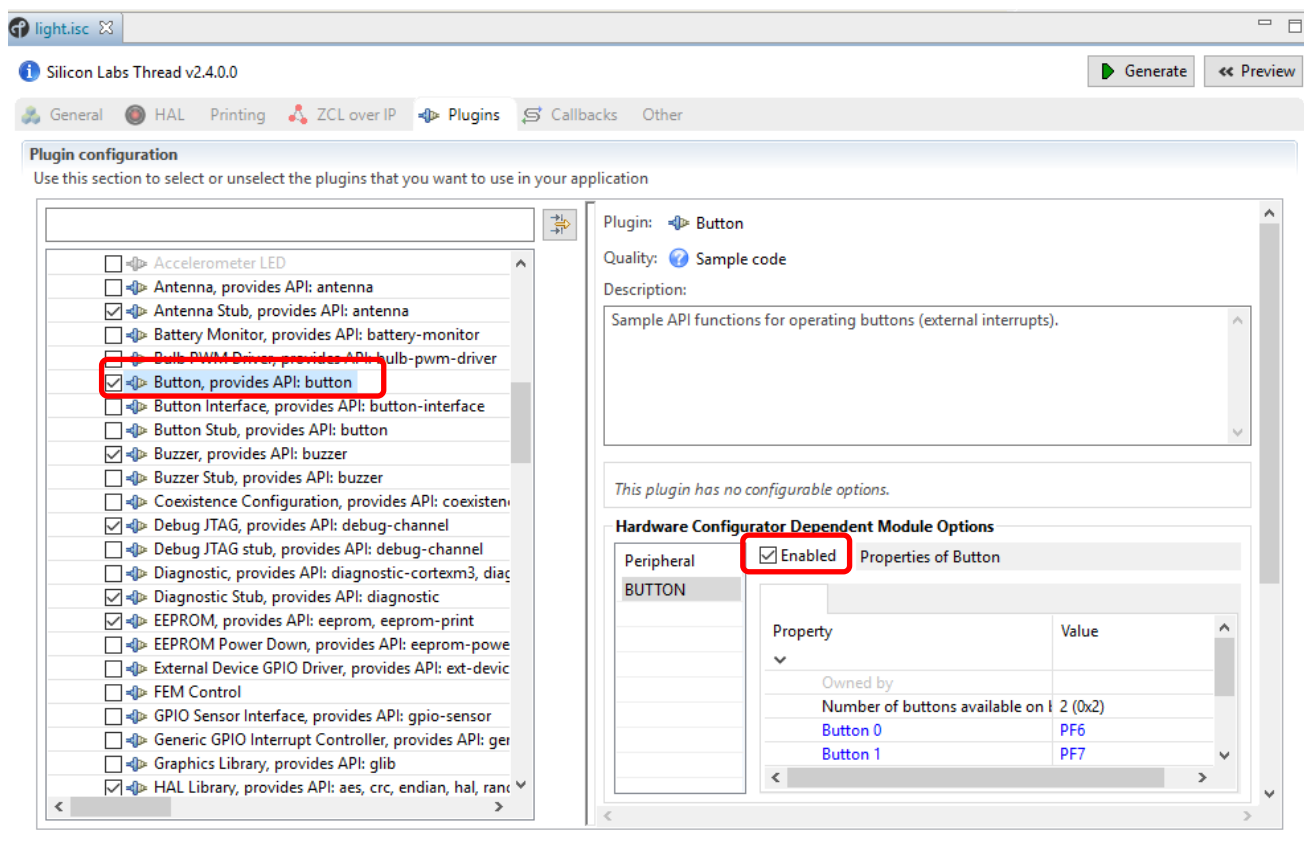 light.isc
Silicon Labs Thread v2.4.0.0
Generate
Preview
General HAL Printing ZCL over IP Plugins Callbacks Other
Plugin configuration
Use this section to select or unselect the plugins that you want to use in your application
Accelerometer LED
Antenna, provides API: antenna
Antenna Stub, provides API: antenna
Battery Monitor, provides API: battery-monitor
Bulb PWM Driver, provides API: bulb-pwm-driver
Button, provides API: button
Button Interface, provides API: button-interface
Button Stub, provides API: button
Buzzer, provides API: buzzer
Buzzer Stub, provides API: buzzer
Coexistence Configuration, provides API: coexisten
Debug JTAG, provides API: debug-channel
Debug JTAG stub, provides API: debug-channel
Diagnostic, provides API: diagnostic-cortexm3, diag
Diagnostic Stub, provides API: diagnostic
EEPROM, provides API: eeprom, eeprom-print
EEPROM Power Down, provides API: eeprom-powe
External Device GPIO Driver, provides API: ext-devic
FEM Control
GPIO Sensor Interface, provides API: gpio-sensor
Generic GPIO Interrupt Controller, provides API: ger
Graphics Library, provides API: glib
HAL Library, provides API: aes, crc, endian, hal, rand
Plugin: Button
Quality: Sample code
Description:
Sample API functions for operating buttons (external interrupts).
This plugin has no configurable options.
Hardware Configurator Dependent Module Options
Peripheral
BUTTON
Enabled Properties of Button
Property Value
Owned by
Number of buttons available on b 2 (0x2)
Button 0 PF6
Button 1 PF7